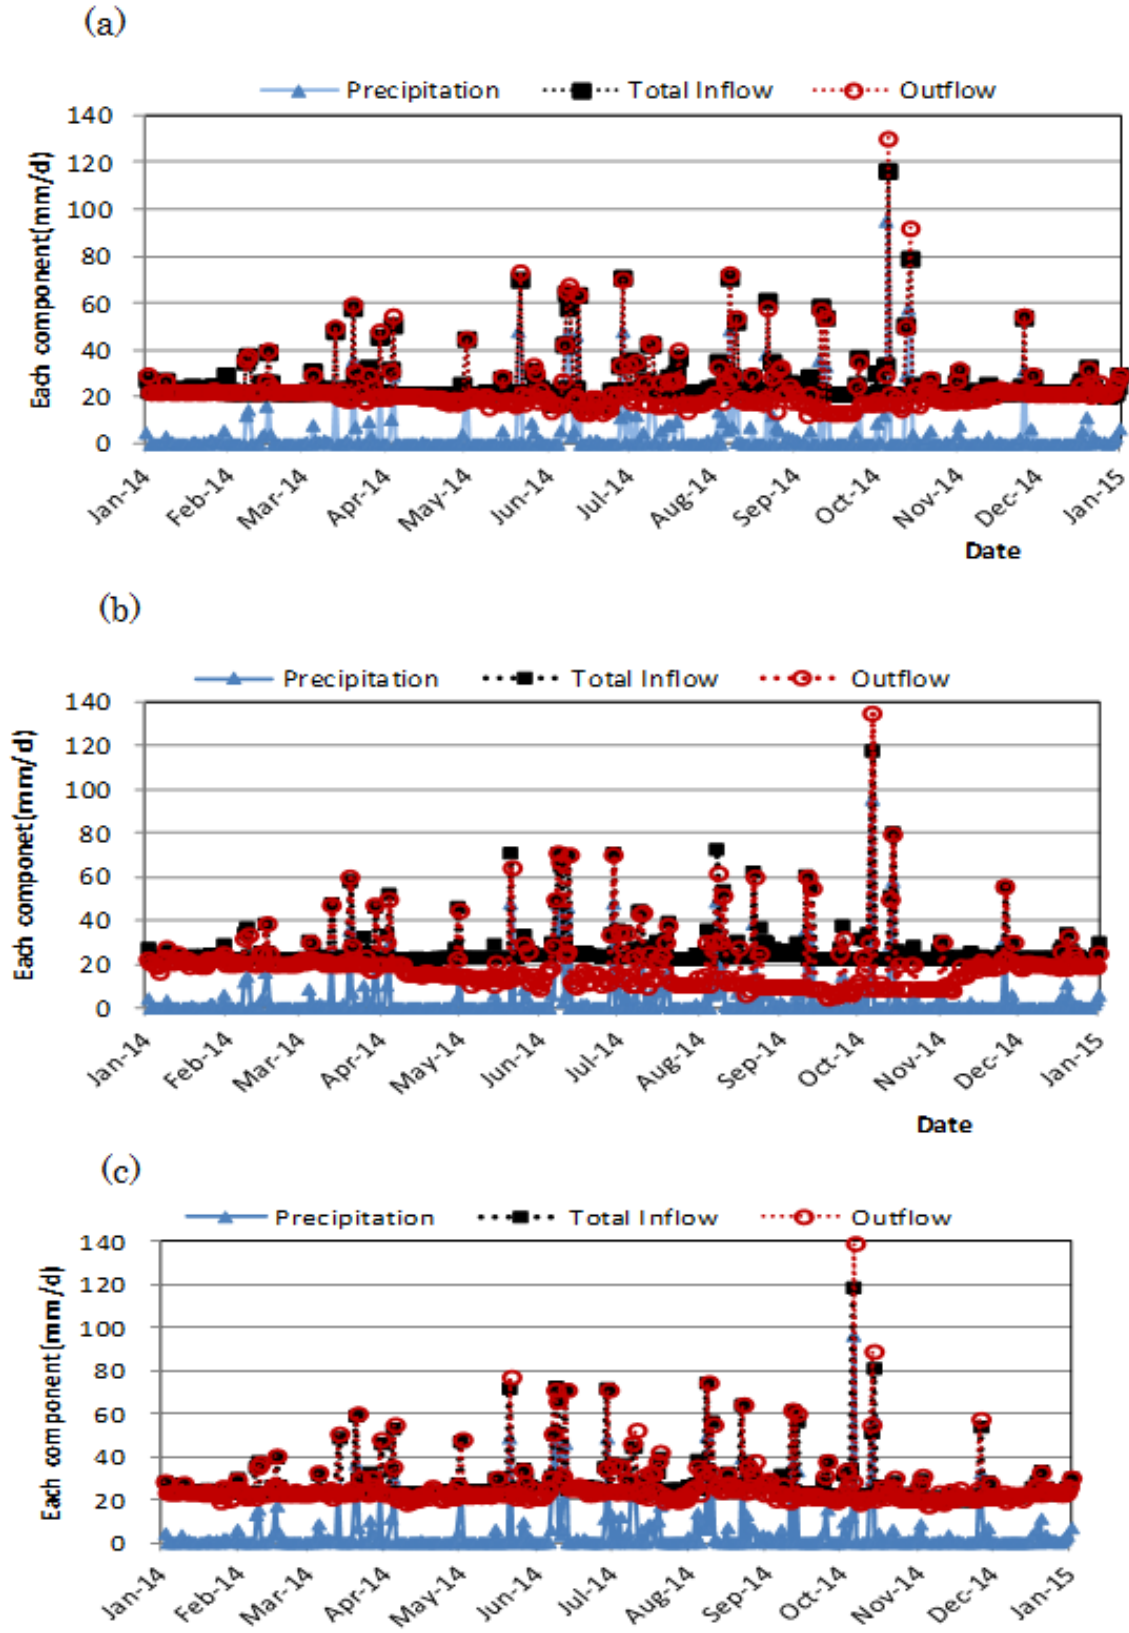 (a)
Precipitation Total Inflow Outflow
140
120
100
80
60
40
20
0
Each component(mm/d)
Jan-14 Feb-14 Mar-14 Apr-14 May-14 Jun-14 Jul-14 Aug-14 Sep-14 Oct-14 Nov-14 Dec-14 Jan-15
Date
(b)
Precipitation Total Inflow Outflow
140
120
100
80
60
40
20
0
Each componet(mm/d)
Jan-14 Feb-14 Mar-14 Apr-14 May-14 Jun-14 Jul-14 Aug-14 Sep-14 Oct-14 Nov-14 Dec-14 Jan-15
Date
(c)
Precipitation Total Inflow Outflow
140
120
100
80
60
40
20
0
Each component(mm/d)
Jan-14 Feb-14 Mar-14 Apr-14 May-14 Jun-14 Jul-14 Aug-14 Sep-14 Oct-14 Nov-14 Dec-14 Jan-15